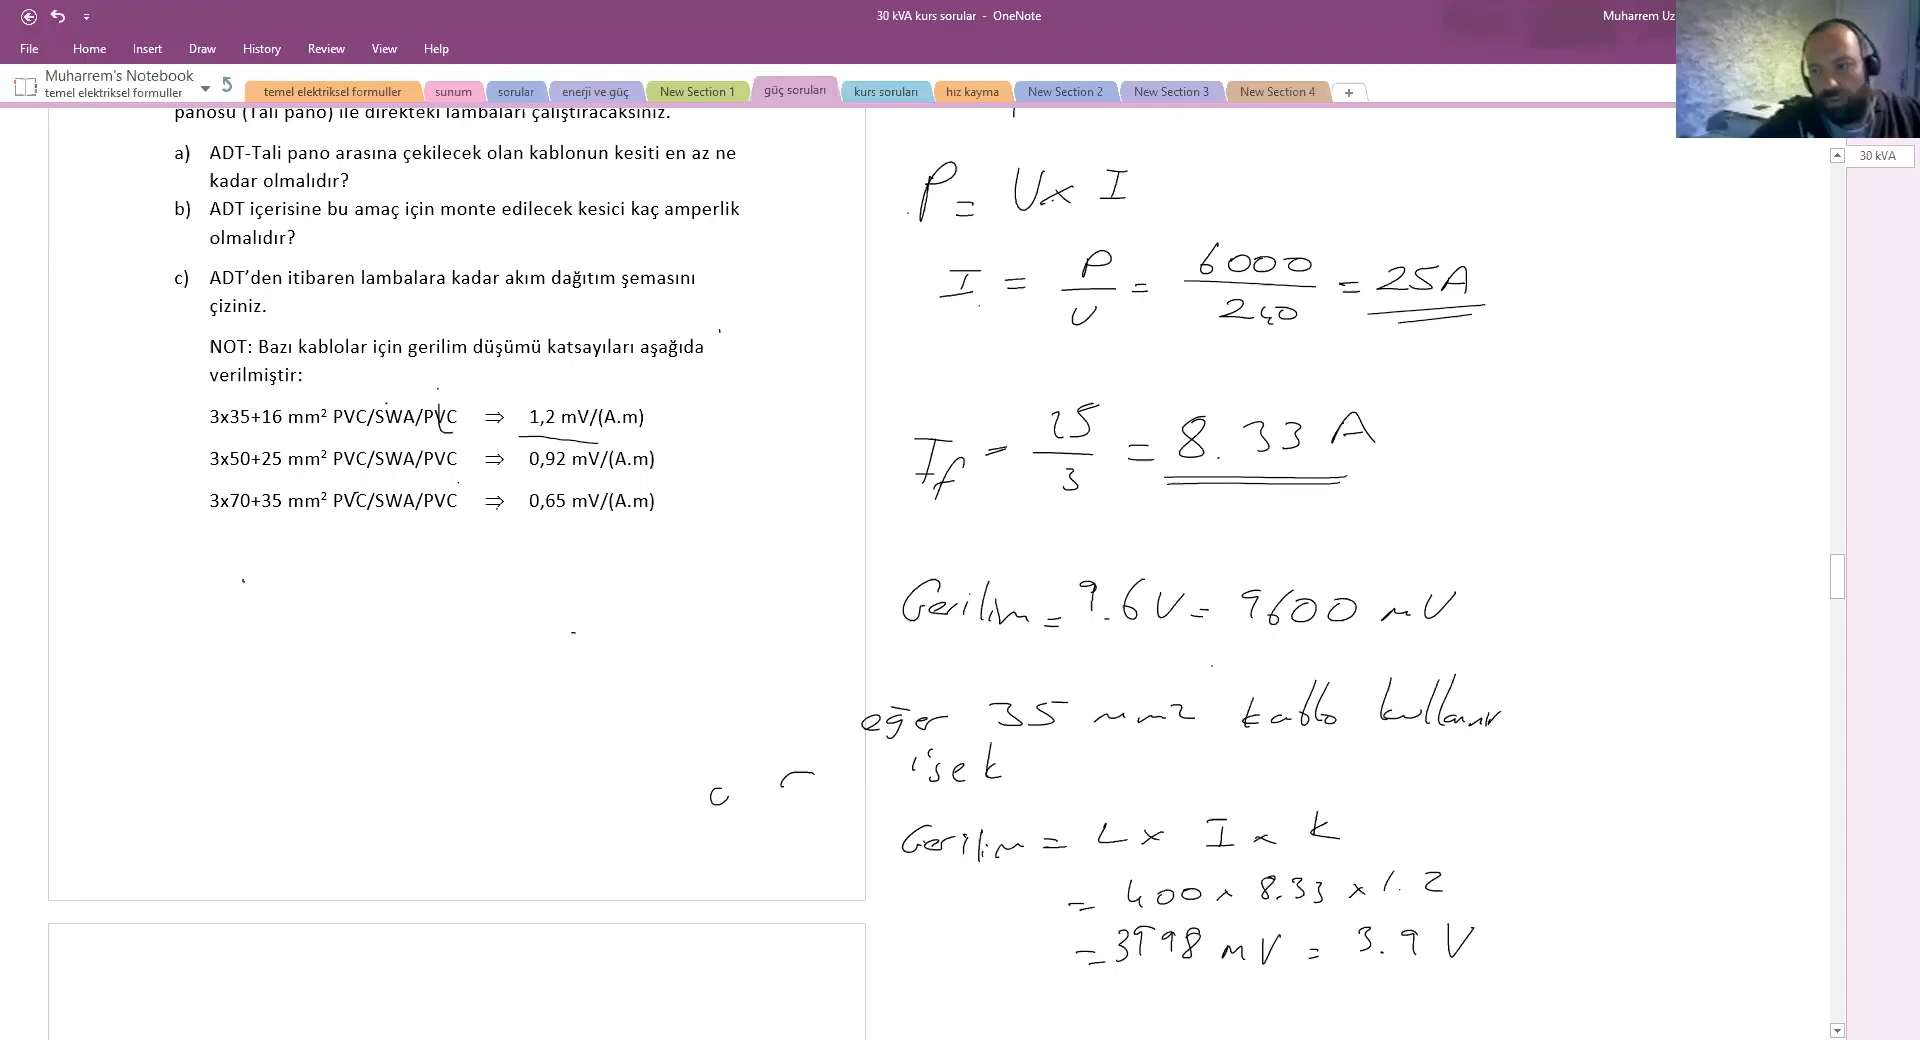 30 kVA kurs sorular - OneNote
Muharrem Uz
File Home Insert Draw History Review View Help
Muharrem's Notebook
temel elektriksel formuller
temel elektriksel formuller sunum sorular enerji ve güç New Section 1 güç soruları kurs soruları hız kayma New Section 2 New Section 3 New Section 4 +
30 kVA
panosu (Tali pano) ile direkteki lambaları çalıştıracaksınız.
a) ADT-Tali pano arasına çekilecek olan kablonun kesiti en az ne
kadar olmalıdır?
b) ADT içerisine bu amaç için monte edilecek kesici kaç amperlik
olmalıdır?
c) ADT'den itibaren lambalara kadar akım dağıtım şemasını
çiziniz.
NOT: Bazı kablolar için gerilim düşümü katsayıları aşağıda
verilmiştir:
3x35+16 mm² PVC/SWA/PVC ⇒ 1,2 mV/(A.m)
3x50+25 mm² PVC/SWA/PVC ⇒ 0,92 mV/(A.m)
3x70+35 mm² PVC/SWA/PVC ⇒ 0,65 mV/(A.m)
P = U x I
I = P/U = 6000/240 = 25A
If = 25/3 = 8.33 A
Gerilim = 9.6V = 9600 mV
eğer 35 mm2 kablo kullanır
isek
Gerilim = L x I x k
= 400 x 8.33 x 1.2
= 3998 mV = 3.9 V